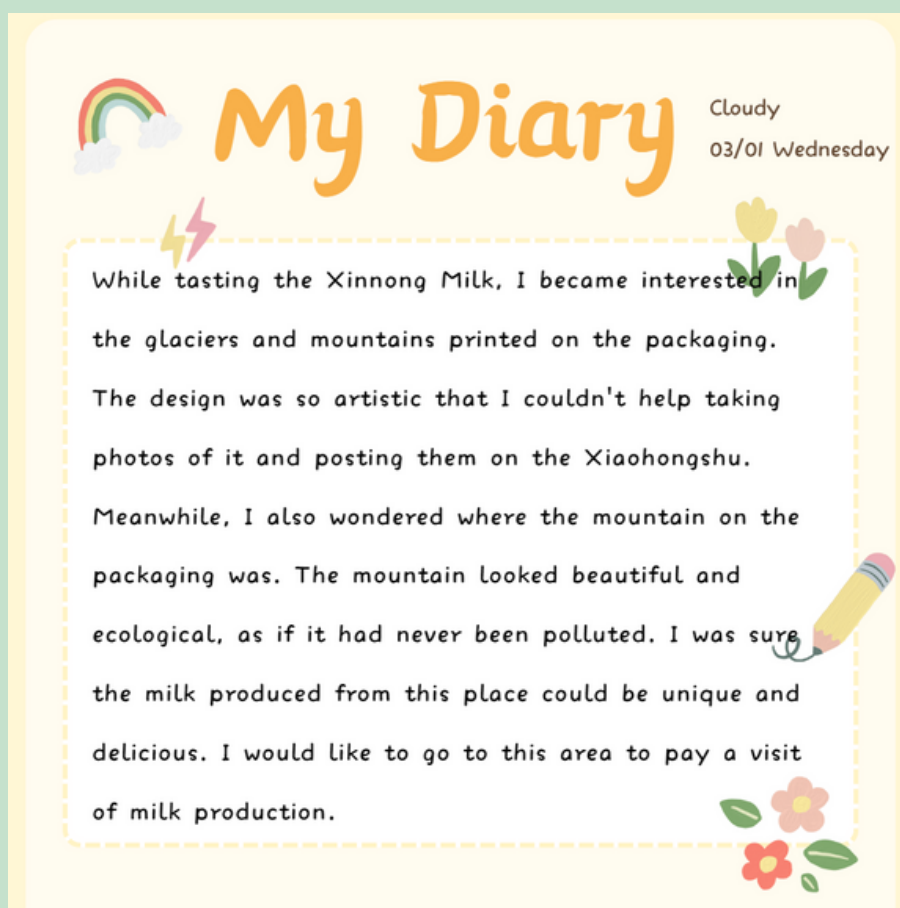 My Diary
Cloudy
03/01 Wednesday
While tasting the Xinnong Milk, I became interested in
the glaciers and mountains printed on the packaging.
The design was so artistic that I couldn't help taking
photos of it and posting them on the Xiaohongshu.
Meanwhile, I also wondered where the mountain on the
packaging was. The mountain looked beautiful and
ecological, as if it had never been polluted. I was sure
the milk produced from this place could be unique and
delicious. I would like to go to this area to pay a visit
of milk production.